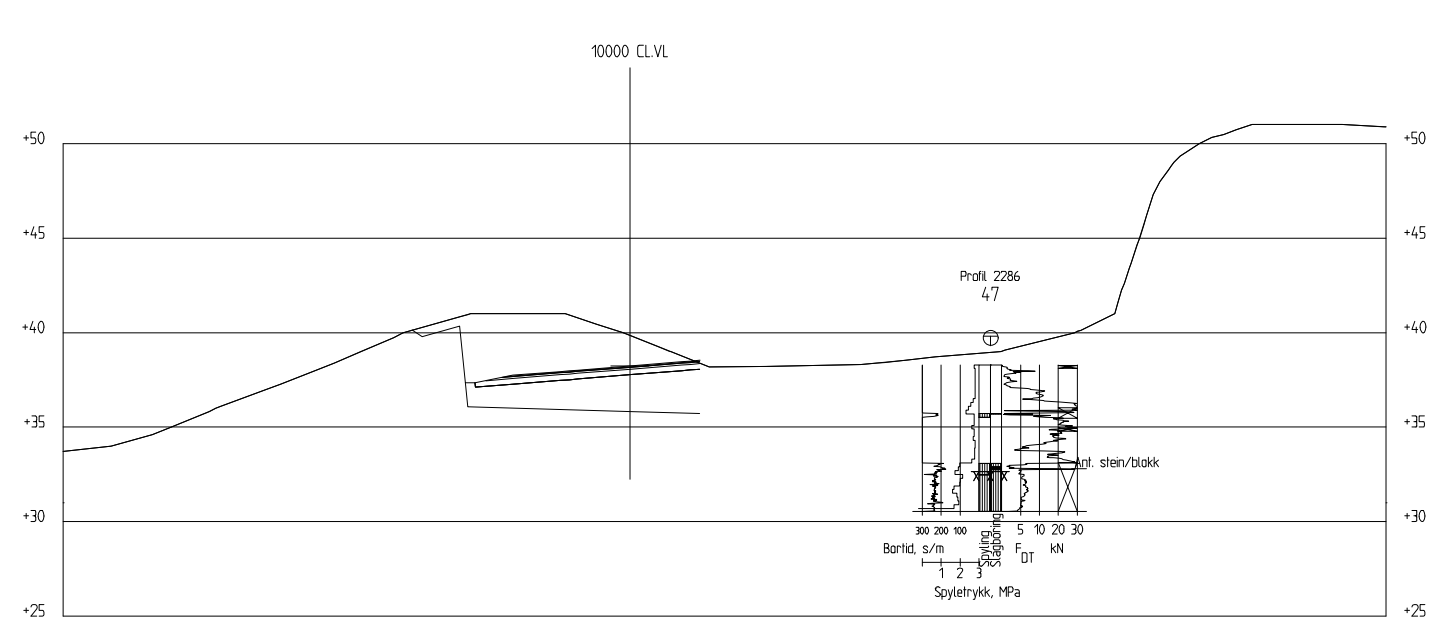 10000 CL.VL
+50 +50
+45 +45
Profil 2286
47
+40 +40
+35 +35
Ant. stein/blokk
+30 +30
300 200 100 5 10 20 30
Spyling
Slagboring
Bortid, s/m FDT kN
1 2 3
Spyletrykk, MPa
+25 +25